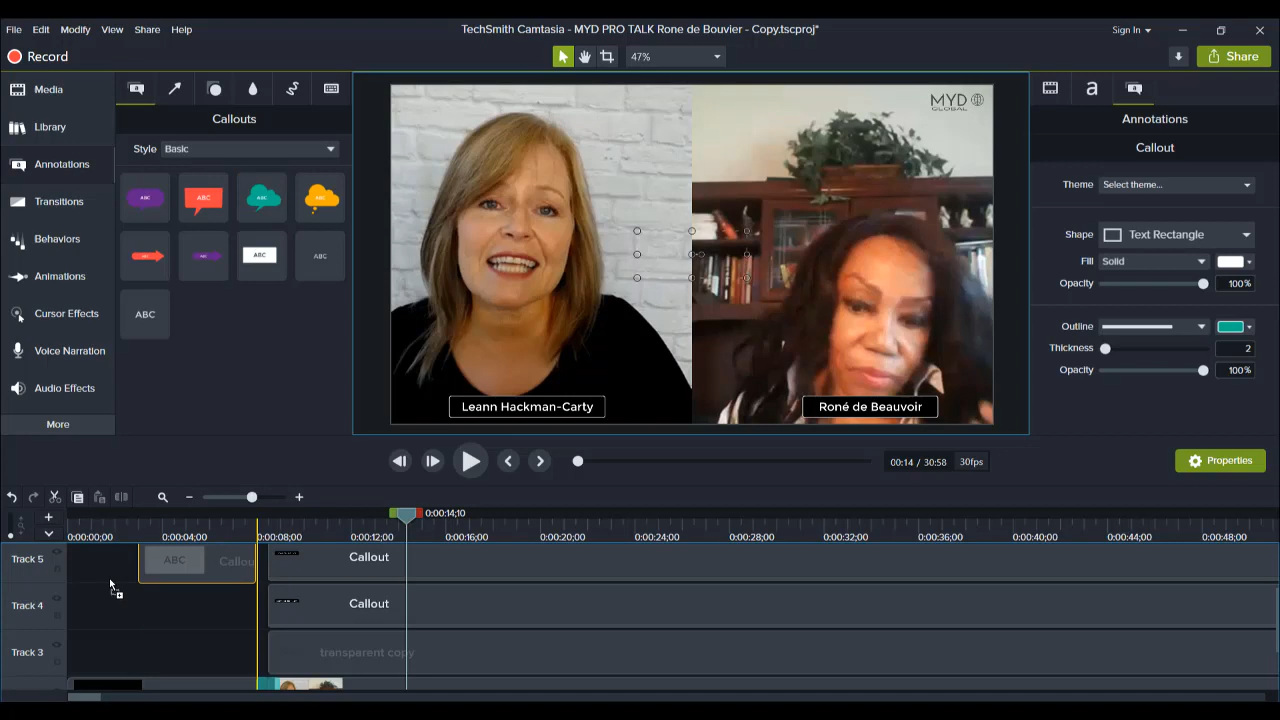 TechSmith Camtasia - MYD PRO TALK Rone de Bouvier - Copy.tscproj*
File Edit Modify View Share Help
Sign In
Record
47%
Share
Media
Library
Annotations
Transitions
Behaviors
Animations
Cursor Effects
Voice Narration
Audio Effects
More
Callouts
Style Basic
ABC ABC ABC ABC
ABC ABC ABC ABC
ABC
MYD
GLOBAL
Leann Hackman-Carty
Roné de Beauvoir
a
Annotations
Callout
Theme Select theme...
Shape Text Rectangle
Fill Solid
Opacity 100%
Outline
Thickness 2
Opacity 100%
00:14 / 30:58 30fps
Properties
0:00:14;10
0:00:00;00 0:00:04;00 0:00:08;00 0:00:12;00 0:00:16;00 0:00:20;00 0:00:24;00 0:00:28;00 0:00:32;00 0:00:36;00 0:00:40;00 0:00:44;00 0:00:48;00
Track 5 ABC Callou Callout
Track 4 Callout
Track 3 transparent copy